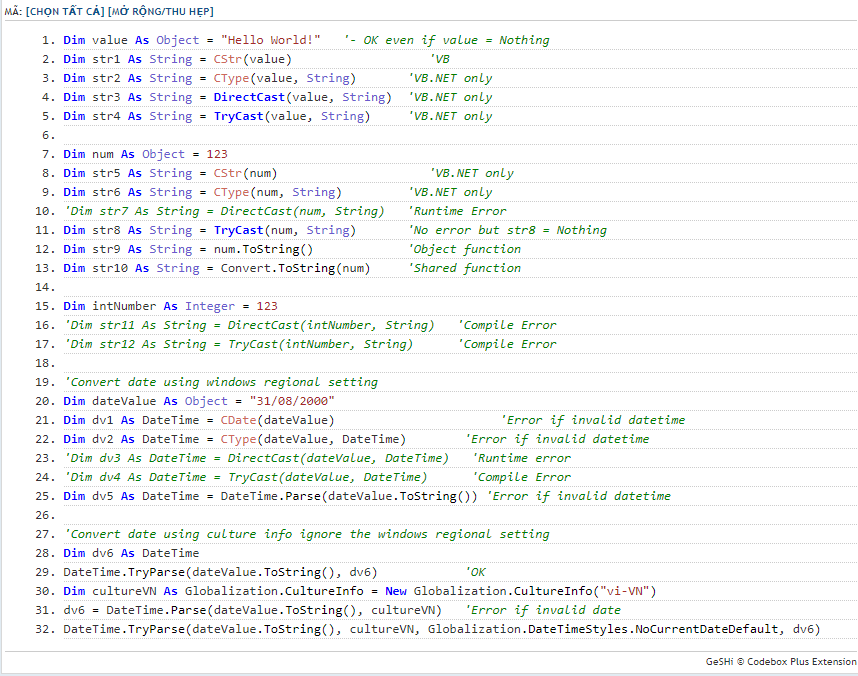 MÃ: [CHỌN TẤT CẢ] [MỞ RỘNG/THU HẸP]
1. Dim value As Object = "Hello World!" '- OK even if value = Nothing
2. Dim str1 As String = CStr(value) 'VB
3. Dim str2 As String = CType(value, String) 'VB.NET only
4. Dim str3 As String = DirectCast(value, String) 'VB.NET only
5. Dim str4 As String = TryCast(value, String) 'VB.NET only
6.
7. Dim num As Object = 123
8. Dim str5 As String = CStr(num) 'VB.NET only
9. Dim str6 As String = CType(num, String) 'VB.NET only
10. 'Dim str7 As String = DirectCast(num, String) 'Runtime Error
11. Dim str8 As String = TryCast(num, String) 'No error but str8 = Nothing
12. Dim str9 As String = num.ToString() 'Object function
13. Dim str10 As String = Convert.ToString(num) 'Shared function
14.
15. Dim intNumber As Integer = 123
16. 'Dim str11 As String = DirectCast(intNumber, String) 'Compile Error
17. 'Dim str12 As String = TryCast(intNumber, String) 'Compile Error
18.
19. 'Convert date using windows regional setting
20. Dim dateValue As Object = "31/08/2000"
21. Dim dv1 As DateTime = CDate(dateValue) 'Error if invalid datetime
22. Dim dv2 As DateTime = CType(dateValue, DateTime) 'Error if invalid datetime
23. 'Dim dv3 As DateTime = DirectCast(dateValue, DateTime) 'Runtime error
24. 'Dim dv4 As DateTime = TryCast(dateValue, DateTime) 'Compile Error
25. Dim dv5 As DateTime = DateTime.Parse(dateValue.ToString()) 'Error if invalid datetime
26.
27. 'Convert date using culture info ignore the windows regional setting
28. Dim dv6 As DateTime
29. DateTime.TryParse(dateValue.ToString(), dv6) 'OK
30. Dim cultureVN As Globalization.CultureInfo = New Globalization.CultureInfo("vi-VN")
31. dv6 = DateTime.Parse(dateValue.ToString(), cultureVN) 'Error if invalid date
32. DateTime.TryParse(dateValue.ToString(), cultureVN, Globalization.DateTimeStyles.NoCurrentDateDefault, dv6)
GeSHi © Codebox Plus Extension